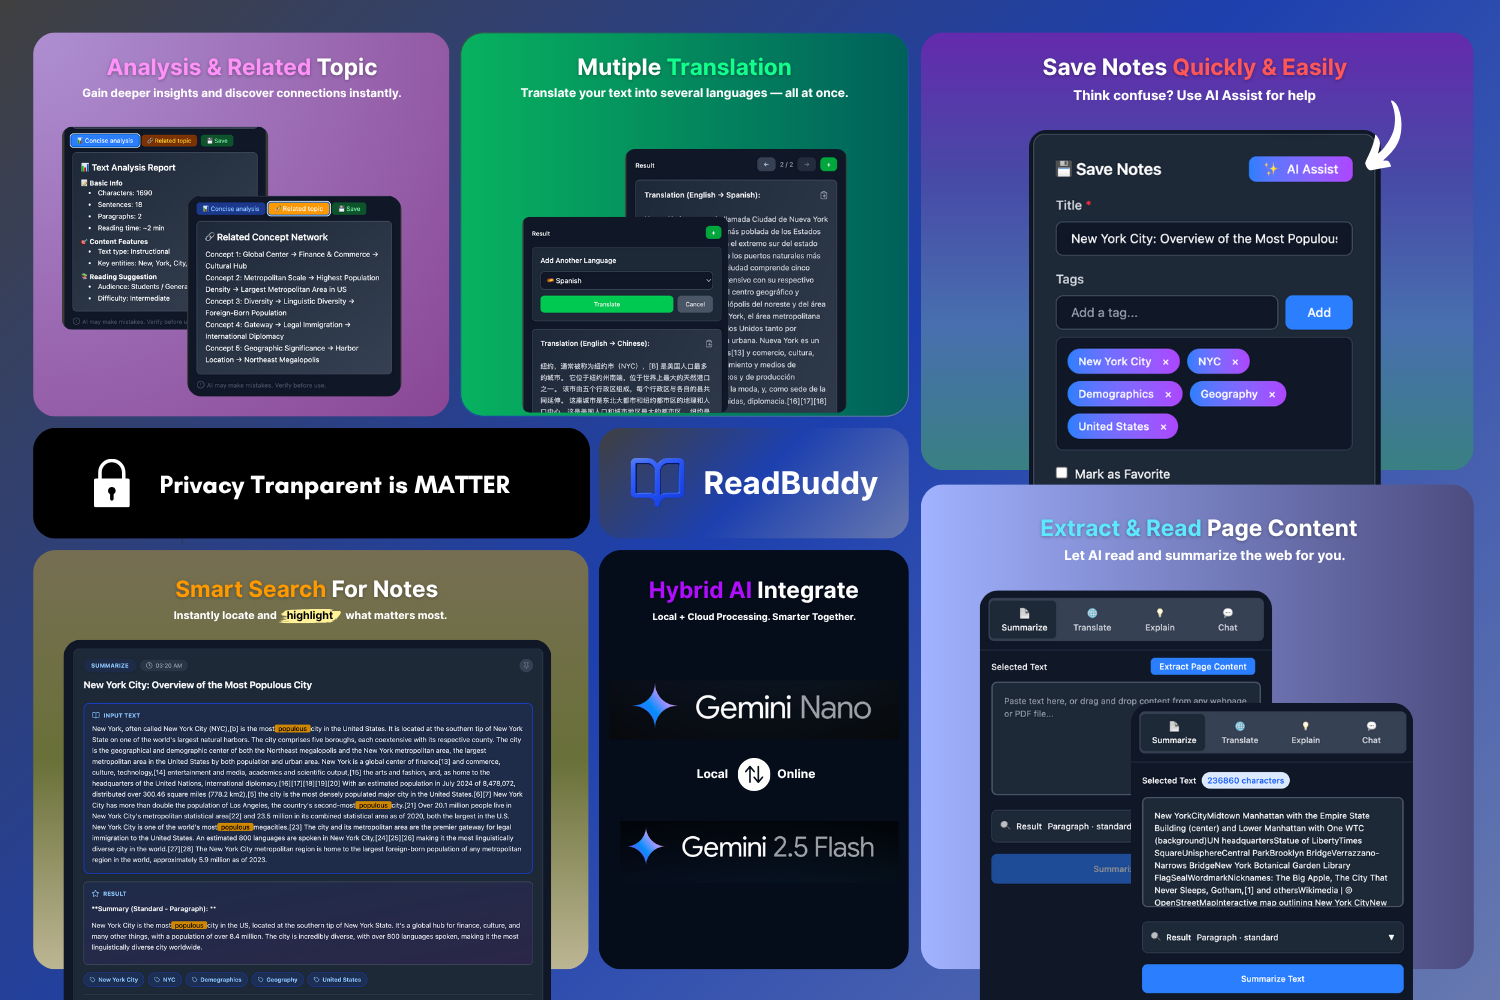 Analysis & Related Topic
Gain deeper insights and discover connections instantly.
Concise analysis
Related topic
Save
Text Analysis Report
Basic Info
Characters: 1690
Sentences: 18
Paragraphs: 2
Reading time: ~2 min
Content Features
Text type: Instructional
Key entities: New, York, City,
Reading Suggestion
Audience: Students / Genera
Difficulty: Intermediate
AI may make mistakes. Verify before u
Concise analysis
Related topic
Save
Related Concept Network
Concept 1: Global Center → Finance & Commerce →
Cultural Hub
Concept 2: Metropolitan Scale → Highest Population
Density → Largest Metropolitan Area in US
Concept 3: Diversity → Linguistic Diversity →
Foreign-Born Population
Concept 4: Gateway → Legal Immigration →
International Diplomacy
Concept 5: Geographic Significance → Harbor
Location → Northeast Megalopolis
AI may make mistakes. Verify before use.
Mutiple Translation
Translate your text into several languages — all at once.
Result
2 / 2
Translation (English → Spanish):
lamada Ciudad de Nueva York
más poblada de los Estados
el extremo sur del estado
e los puertos naturales más
iudad comprende cinco
tensivo con su respectivo
l centro geográfico y
lópolis del noreste y del área
York, el área metropolitana
los Unidos tanto por
urbana. Nueva York es un
s[13] y comercio, cultura,
imiento y medios de
cos y de producción
la moda, y, como sede de la
nidas, diplomacia.[16][17][18]
Result
Add Another Language
Spanish
Translate
Cancel
Translation (English → Chinese):
纽约，通常被称为纽约市（NYC），[B] 是美国人口最多
的城市。 它位于纽约州南端，位于世界上最大的天然港口
之一。 该市由五个行政区组成，每个行政区与各自的县共
同延伸。 这座城市是东北大都市和纽约都市区的地理和人
Save Notes Quickly & Easily
Think confuse? Use AI Assist for help
Save Notes
AI Assist
Title *
New York City: Overview of the Most Populous
Tags
Add a tag...
Add
New York City ×
NYC ×
Demographics ×
Geography ×
United States ×
Mark as Favorite
Privacy Tranparent is MATTER
ReadBuddy
Smart Search For Notes
Instantly locate and highlight what matters most.
SUMMARIZE
03:20 AM
New York City: Overview of the Most Populous City
INPUT TEXT
New York, often called New York City (NYC),[b] is the most populous city in the United States. It is located at the southern tip of New York
State on one of the world's largest natural harbors. The city comprises five boroughs, each coextensive with its respective county. The city
is the geographical and demographic center of both the Northeast megalopolis and the New York metropolitan area, the largest
metropolitan area in the United States by both population and urban area. New York is a global center of finance[13] and commerce,
culture, technology,[14] entertainment and media, academics and scientific output,[15] the arts and fashion, and, as home to the
headquarters of the United Nations, international diplomacy.[16][17][18][19][20] With an estimated population in July 2024 of 8,478,072,
distributed over 300.46 square miles (778.2 km2),[5] the city is the most densely populated major city in the United States.[6][7] New York
City has more than double the population of Los Angeles, the country's second-most populous city.[21] Over 20.1 million people live in
New York City's metropolitan statistical area[22] and 23.5 million in its combined statistical area as of 2020, both the largest in the U.S.
New York City is one of the world's most populous megacities.[23] The city and its metropolitan area are the premier gateway for legal
immigration to the United States. An estimated 800 languages are spoken in New York City,[24][25][26] making it the most linguistically
diverse city in the world.[27][28] The New York City metropolitan region is home to the largest foreign-born population of any metropolitan
region in the world, approximately 5.9 million as of 2023.
RESULT
**Summary (Standard - Paragraph): **
New York City is the most populous city in the US, located at the southern tip of New York State. It's a global hub for finance, culture, and
many other things, with a population of over 8.4 million. The city is incredibly diverse, with over 800 languages spoken, making it the most
linguistically diverse city worldwide.
New York City
NYC
Demographics
Geography
United States
Hybrid AI Integrate
Local + Cloud Processing. Smarter Together.
Gemini Nano
Local
Online
Gemini 2.5 Flash
Extract & Read Page Content
Let AI read and summarize the web for you.
Summarize
Translate
Explain
Chat
Selected Text
Extract Page Content
Paste text here, or drag and drop content from any webpage
or PDF file...
Result Paragraph · standard
Summari
Summarize
Translate
Explain
Chat
Selected Text
236860 characters
New YorkCityMidtown Manhattan with the Empire State
Building (center) and Lower Manhattan with One WTC
(background)UN headquartersStatue of LibertyTimes
SquareUnisphereCentral ParkBrooklyn BridgeVerrazzano-
Narrows BridgeNew York Botanical Garden Library
FlagSealWordmarkNicknames: The Big Apple, The City That
Never Sleeps, Gotham,[1] and othersWikimedia | ©
OpenStreetMapInteractive map outlining New York CityNew
Result Paragraph · standard
Summarize Text